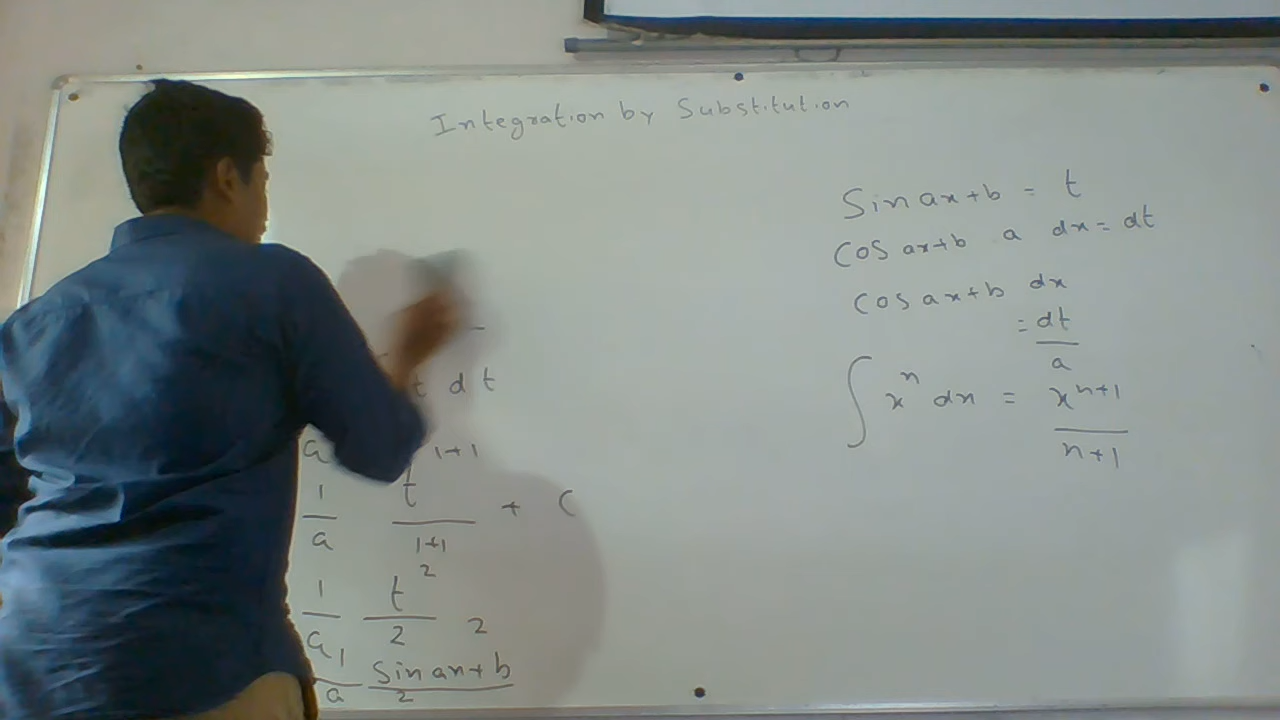 Integration by Substitution
Sin ax+b = t
cos ax+b a dx = dt
cos ax+b dx
= dt
a
∫ x^n dx = x^n+1
n+1
t dt
a
1 t^1+1 + C
a 1+1
1 t^2
a 2
1 Sin ax+b ^2
a 2